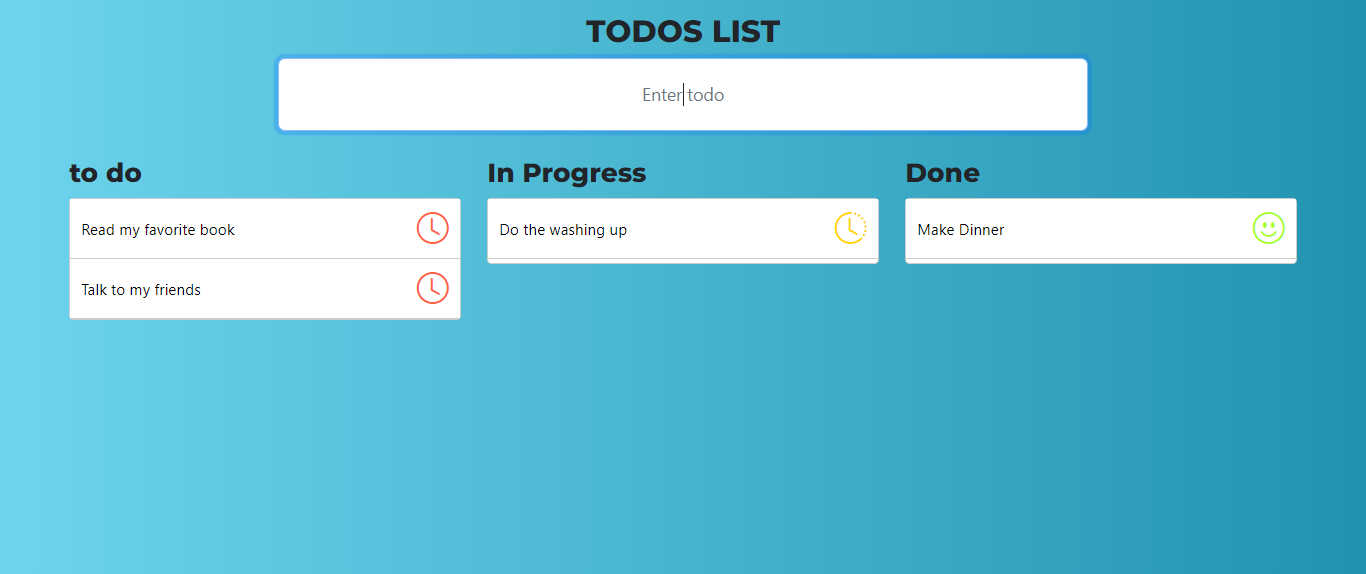 TODOS LIST
Enter todo
to do
Read my favorite book
Talk to my friends
In Progress
Do the washing up
Done
Make Dinner